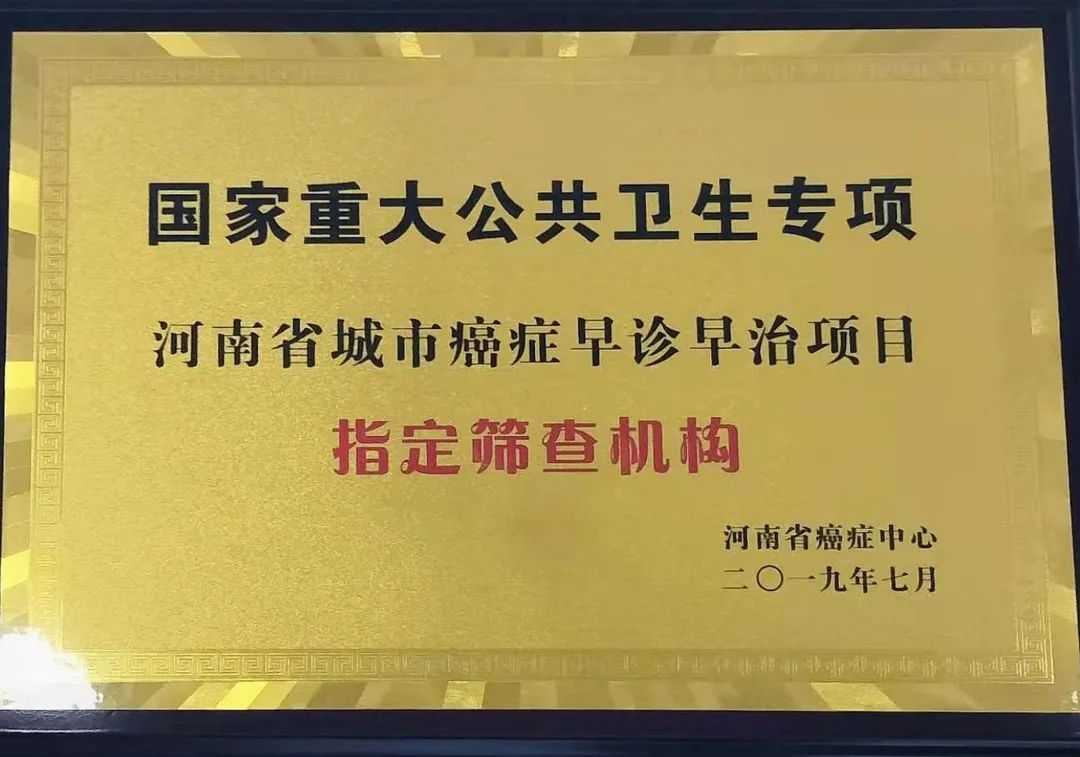 国家重大公共卫生专项
河南省城市癌症早诊早治项目
指定筛查机构
河南省癌症中心
二〇一九年七月